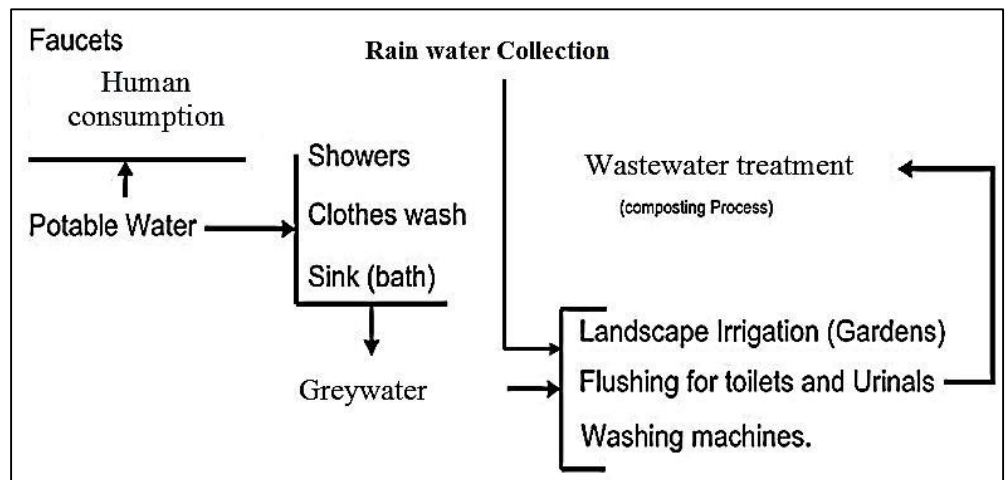 Faucets
Human
consumption
Potable Water
Rain water Collection
Showers
Clothes wash
Sink (bath)
Greywater
Wastewater treatment
(composting Process)
Landscape Irrigation (Gardens)
Flushing for toilets and Urinals
Washing machines.